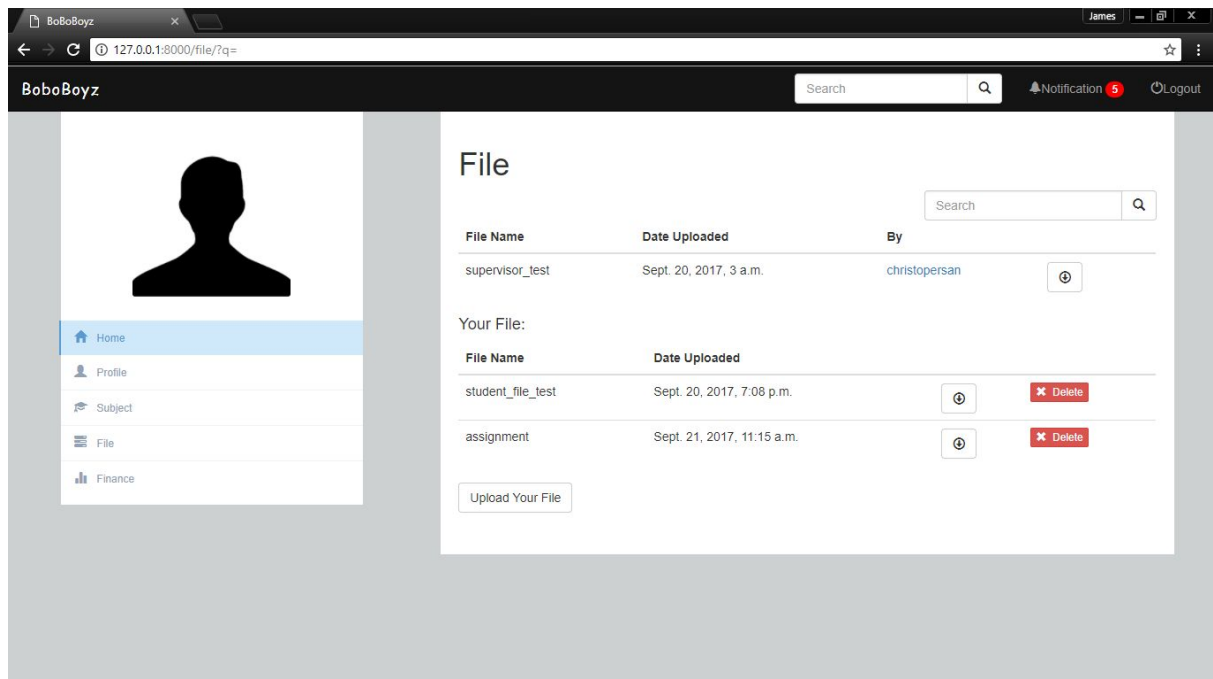 BoBoBoyz
James
127.0.0.1:8000/file/?q=
BoboBoyz
Search
Notification 5
Logout
Home
Profile
Subject
File
Finance
File
Search
File Name Date Uploaded By
supervisor_test Sept. 20, 2017, 3 a.m. christopersan
Your File:
File Name Date Uploaded
student_file_test Sept. 20, 2017, 7:08 p.m. Delete
assignment Sept. 21, 2017, 11:15 a.m. Delete
Upload Your File